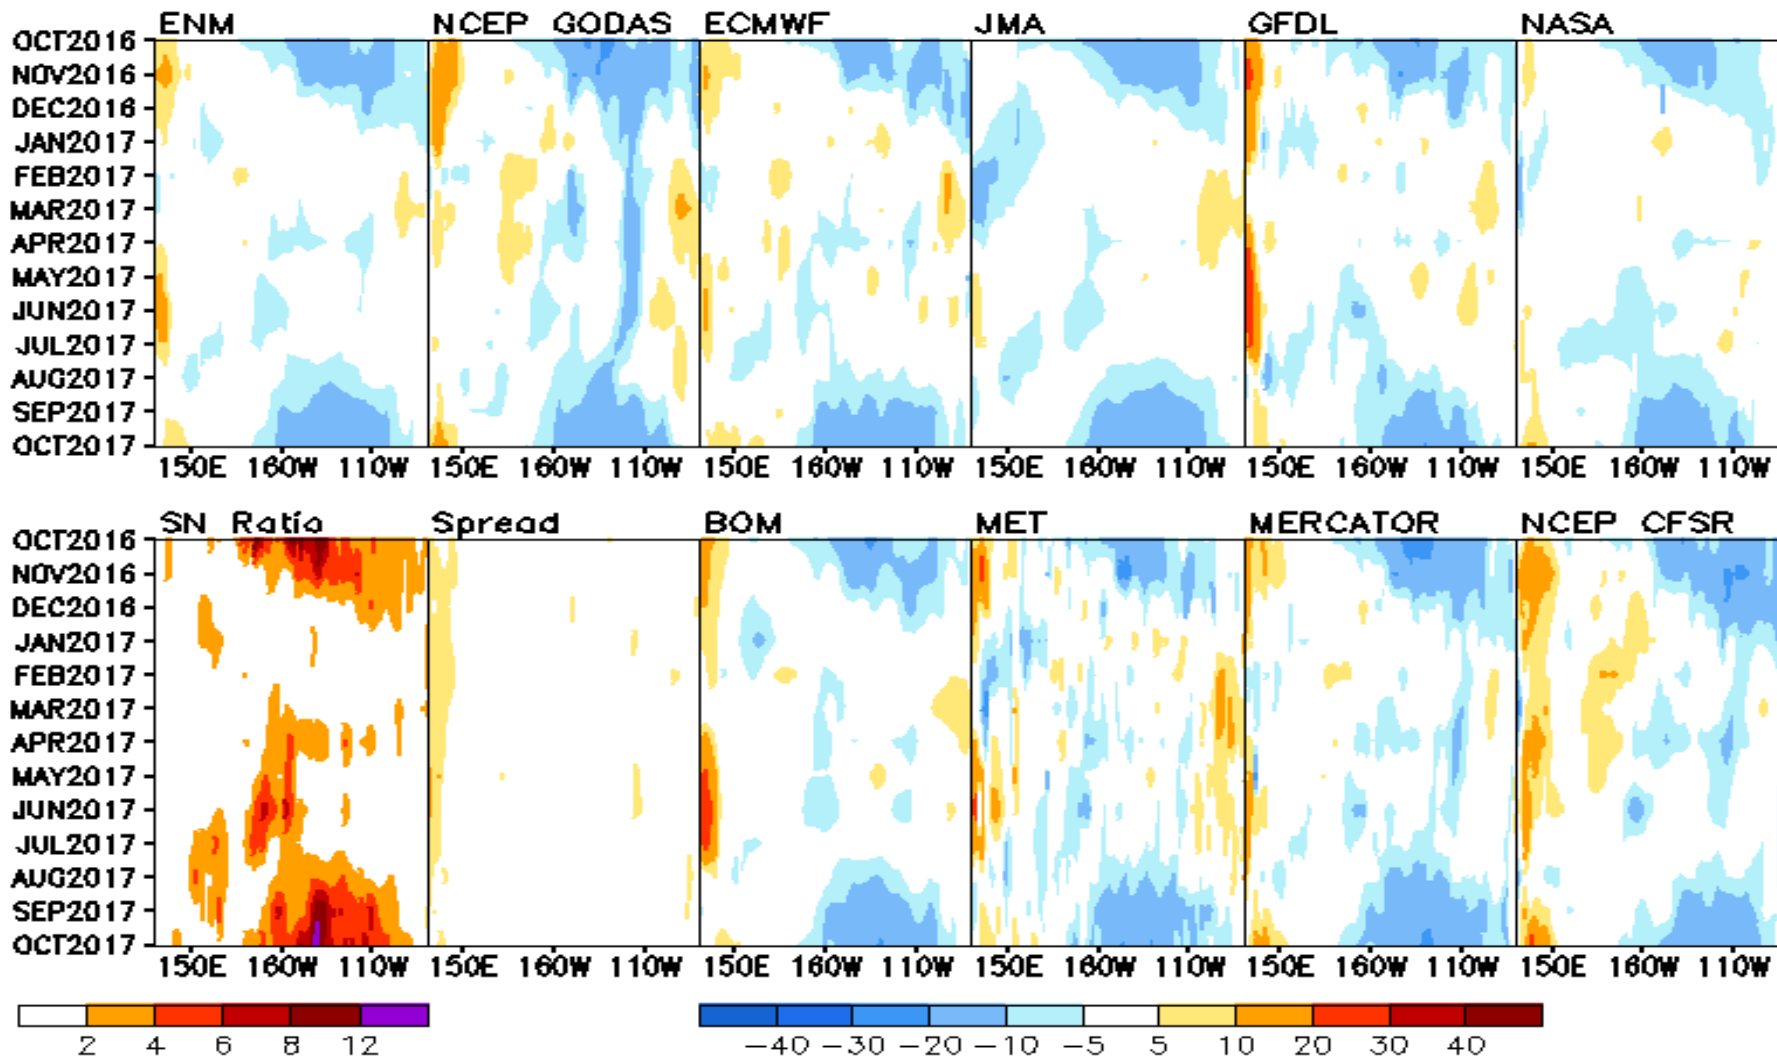 ENM NCEP GODAS ECMWF JMA GFDL NASA
OCT2016
NOV2016
DEC2016
JAN2017
FEB2017
MAR2017
APR2017
MAY2017
JUN2017
JUL2017
AUG2017
SEP2017
OCT2017
150E 160W 110W 150E 160W 110W 150E 160W 110W 150E 160W 110W 150E 160W 110W 150E 160W 110W
SN Ratio Spread BOM MET MERCATOR NCEP CFSR
OCT2016
NOV2016
DEC2016
JAN2017
FEB2017
MAR2017
APR2017
MAY2017
JUN2017
JUL2017
AUG2017
SEP2017
OCT2017
150E 160W 110W 150E 160W 110W 150E 160W 110W 150E 160W 110W 150E 160W 110W 150E 160W 110W
2 4 6 8 12 -40 -30 -20 -10 -5 5 10 20 30 40